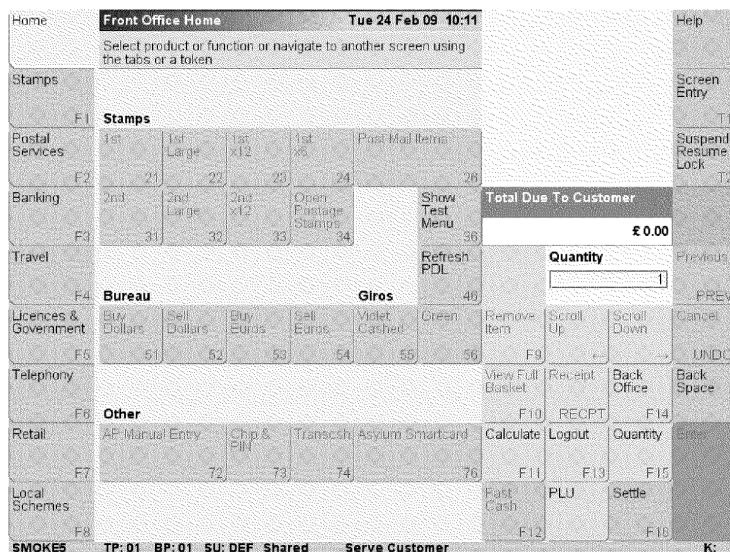 Home
Front Office Home Tue 24 Feb 09 10:11
Help
Select product or function or navigate to another screen using
the tabs or a token
Stamps
F1
Screen
Entry
T1
Stamps
Postal
Services
F2
1st
21
1st
Large
22
1st
x12
23
1st
x6
24
Post Mail Items
26
Suspend
Resume
Lock
T2
Banking
F3
2nd
31
2nd
Large
32
2nd
x12
33
Open
Postage
Stamps
34
Show
Test
Menu
36
Total Due To Customer
£ 0.00
Travel
F4
Refresh
PDL
46
Quantity
1
Previous
PREV
Bureau
Giros
Licences &
Government
F5
Buy
Dollars
51
Sell
Dollars
52
Buy
Euros
53
Sell
Euros
54
Violet
Cashed
55
Green
56
Remove
Item
F9
Scroll
Up
←
Scroll
Down
→
Cancel
UNDO
Telephony
F6
View Full
Basket
F10
Receipt
RECPT
Back
Office
F14
Back
Space
Other
Retail
F7
AP Manual Entry
72
Chip &
PIN
73
Transcash
74
Asylum Smartcard
76
Calculate
F11
Logout
F13
Quantity
F15
Enter
Local
Schemes
F8
Fast
Cash
F12
PLU
Settle
F16
SMOKE5 TP: 01 BP: 01 SU: DEF Shared Serve Customer K: